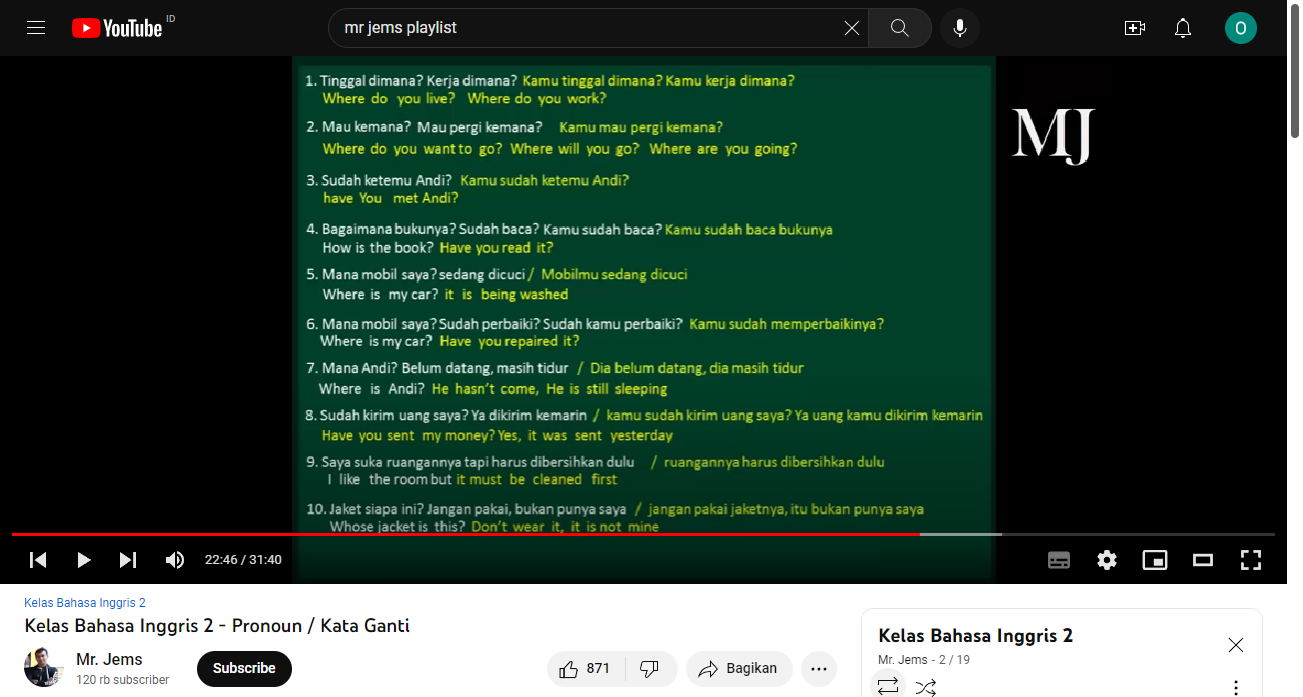 YouTube ID
mr jems playlist
O
MJ
1. Tinggal dimana? Kerja dimana? Kamu tinggal dimana? Kamu kerja dimana?
Where do you live? Where do you work?
2. Mau kemana? Mau pergi kemana? Kamu mau pergi kemana?
Where do you want to go? Where will you go? Where are you going?
3. Sudah ketemu Andi? Kamu sudah ketemu Andi?
have You met Andi?
4. Bagaimana bukunya? Sudah baca? Kamu sudah baca? Kamu sudah baca bukunya
How is the book? Have you read it?
5. Mana mobil saya? sedang dicuci / Mobilmu sedang dicuci
Where is my car? it is being washed
6. Mana mobil saya? Sudah perbaiki? Sudah kamu perbaiki? Kamu sudah memperbaikinya?
Where is my car? Have you repaired it?
7. Mana Andi? Belum datang, masih tidur / Dia belum datang, dia masih tidur
Where is Andi? He hasn't come, He is still sleeping
8. Sudah kirim uang saya? Ya dikirim kemarin / kamu sudah kirim uang saya? Ya uang kamu dikirim kemarin
Have you sent my money? Yes, it was sent yesterday
9. Saya suka ruangannya tapi harus dibersihkan dulu / ruangannya harus dibersihkan dulu
I like the room but it must be cleaned first
10. Jaket siapa ini? Jangan pakai, bukan punya saya / jangan pakai jaketnya, itu bukan punya saya
Whose jacket is this? Don't wear it, it is not mine
22:46 / 31:40
Kelas Bahasa Inggris 2
Kelas Bahasa Inggris 2 - Pronoun / Kata Ganti
Mr. Jems
120 rb subscriber
Subscribe
871
Bagikan
Kelas Bahasa Inggris 2
Mr. Jems - 2 / 19